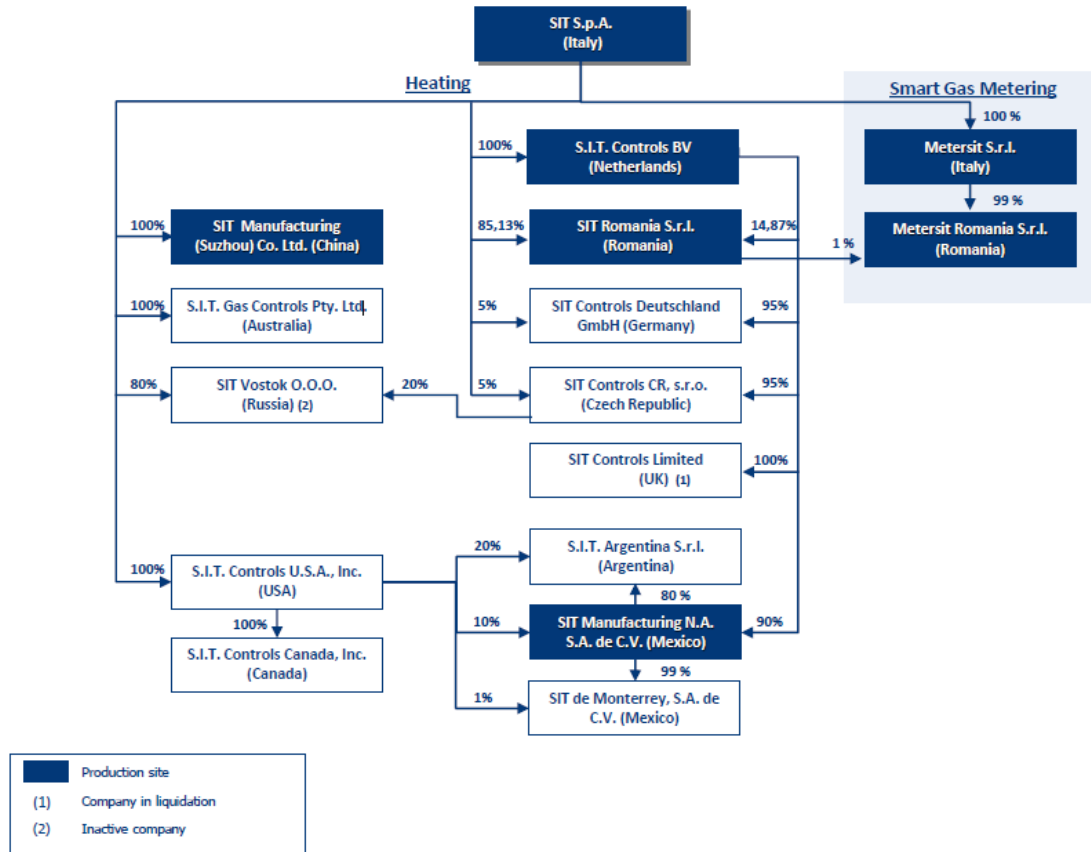 SIT S.p.A.
(Italy)
Heating
Smart Gas Metering
100 %
100%
S.I.T. Controls BV
(Netherlands)
Metersit S.r.l.
(Italy)
99 %
100%
SIT Manufacturing
(Suzhou) Co. Ltd. (China)
85,13%
SIT Romania S.r.l.
(Romania)
14,87%
1 %
Metersit Romania S.r.l.
(Romania)
100%
S.I.T. Gas Controls Pty. Ltd.
(Australia)
5%
SIT Controls Deutschland
GmbH (Germany)
95%
80%
SIT Vostok O.O.O.
(Russia) (2)
20%
5%
SIT Controls CR, s.r.o.
(Czech Republic)
95%
SIT Controls Limited
(UK) (1)
100%
100%
S.I.T. Controls U.S.A., Inc.
(USA)
20%
S.I.T. Argentina S.r.l.
(Argentina)
80 %
100%
S.I.T. Controls Canada, Inc.
(Canada)
10%
SIT Manufacturing N.A.
S.A. de C.V. (Mexico)
90%
99 %
1%
SIT de Monterrey, S.A. de
C.V. (Mexico)
Production site
(1) Company in liquidation
(2) Inactive company